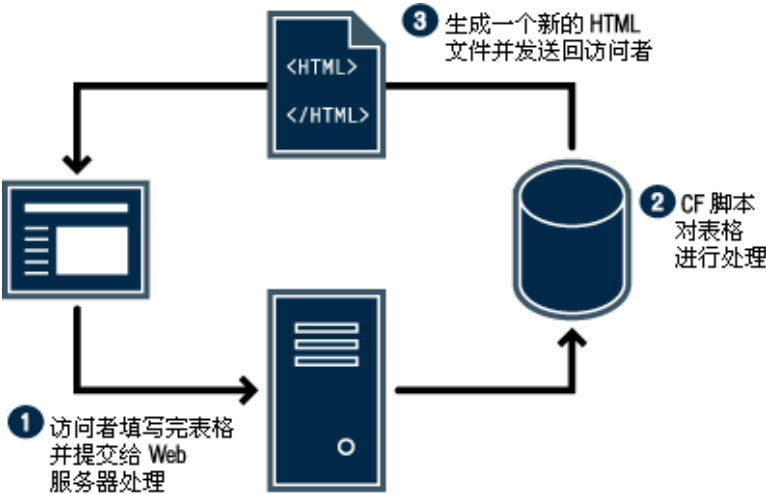 3 生成一个新的 HTML
文件并发送回访问者
<HTML>
</HTML>
2 CF 脚本
对表格
进行处理
1 访问者填写完表格
并提交给 Web
服务器处理